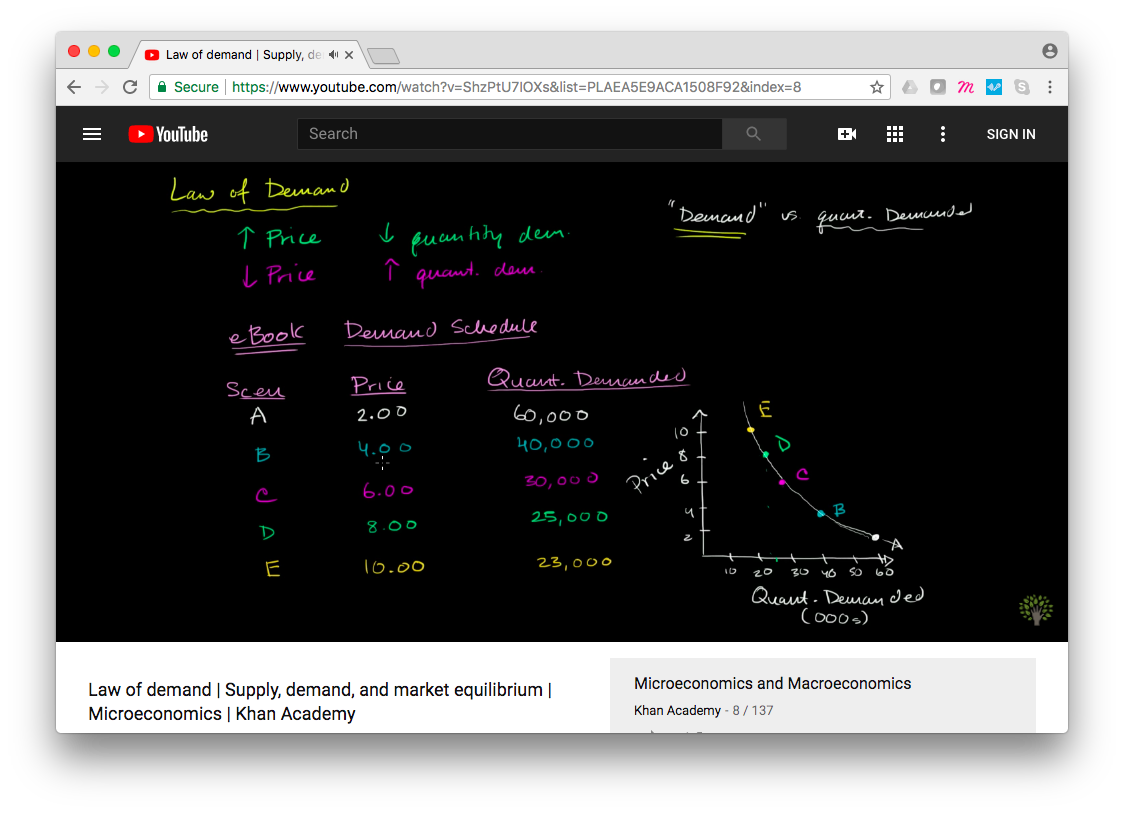 Law of demand | Supply, de
Secure https://www.youtube.com/watch?v=ShzPtU7IOXs&list=PLAEA5E9ACA1508F92&index=8
YouTube Search SIGN IN
Law of Demand
"Demand" vs. quant. Demanded
↑ Price ↓ quantity dem.
↓ Price ↑ quant. dem
eBook Demand Schedule
Scen Price Quant. Demanded
A 2.00 60,000
B 4.00 40,000
C 6.00 30,000
D 8.00 25,000
E 10.00 23,000
E
D
C
B
A
Price
10
8
6
4
2
10 20 30 40 50 60
Quant. Demanded
(000s)
Law of demand | Supply, demand, and market equilibrium |
Microeconomics | Khan Academy
Microeconomics and Macroeconomics
Khan Academy - 8 / 137